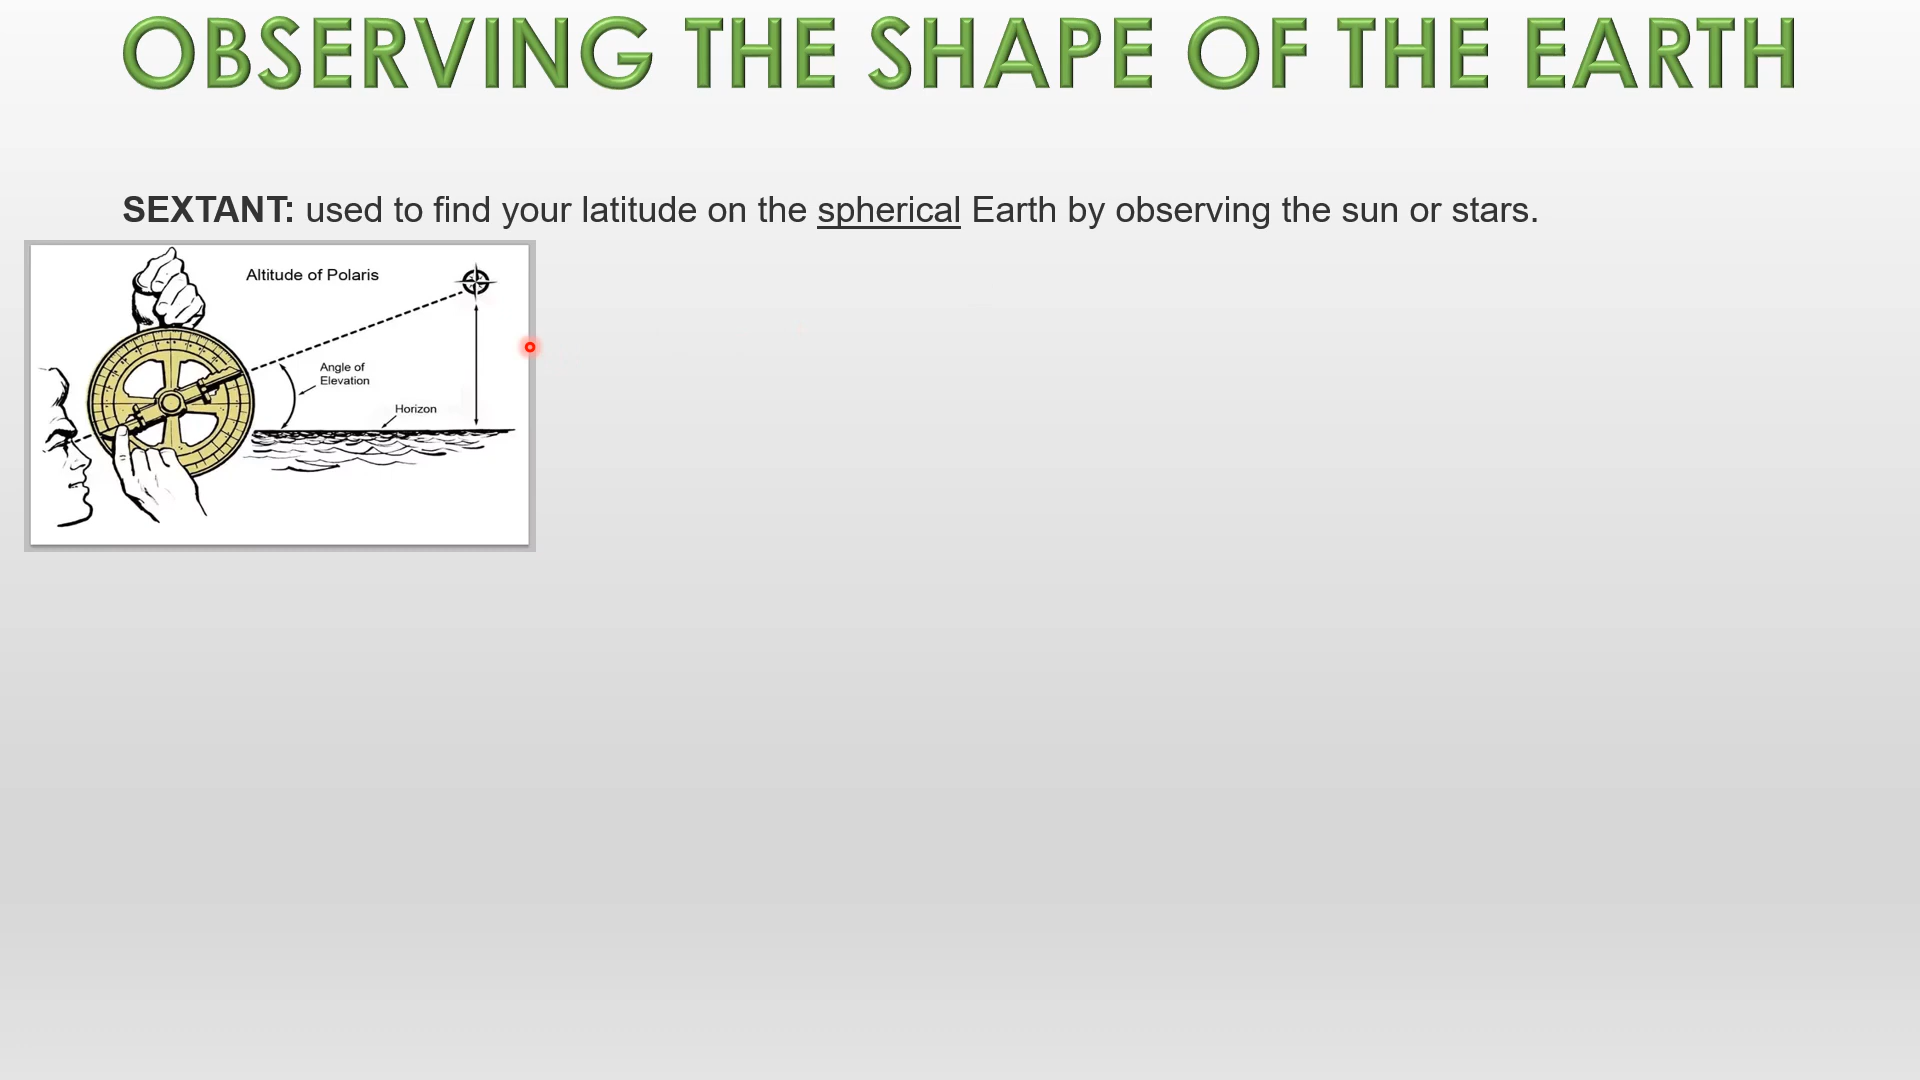 OBSERVING THE SHAPE OF THE EARTH
SEXTANT: used to find your latitude on the spherical Earth by observing the sun or stars.
Altitude of Polaris
Angle of
Elevation
Horizon